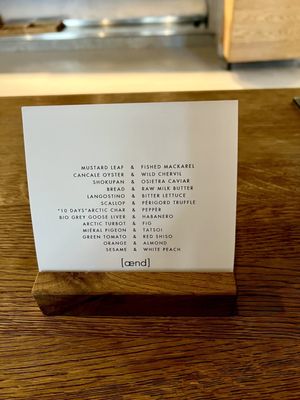 MUSTARD LEAF & FISHED MACKAREL
CANCALE OYSTER & WILD CHERVIL
SHOKUPAN & OSIETRA CAVIAR
BREAD & RAW MILK BUTTER
LANGOSTINO & BITTER LETTUCE
SCALLOP & PÉRIGORD TRUFFLE
"10 DAYS" ARCTIC CHAR & PEPPER
BIO GREY GOOSE LIVER & HABANERO
ARCTIC TURBOT & FIG
MIÉRAL PIGEON & TATSOI
GREEN TOMATO & RED SHISO
ORANGE & ALMOND
SESAME & WHITE PEACH
[ænd]